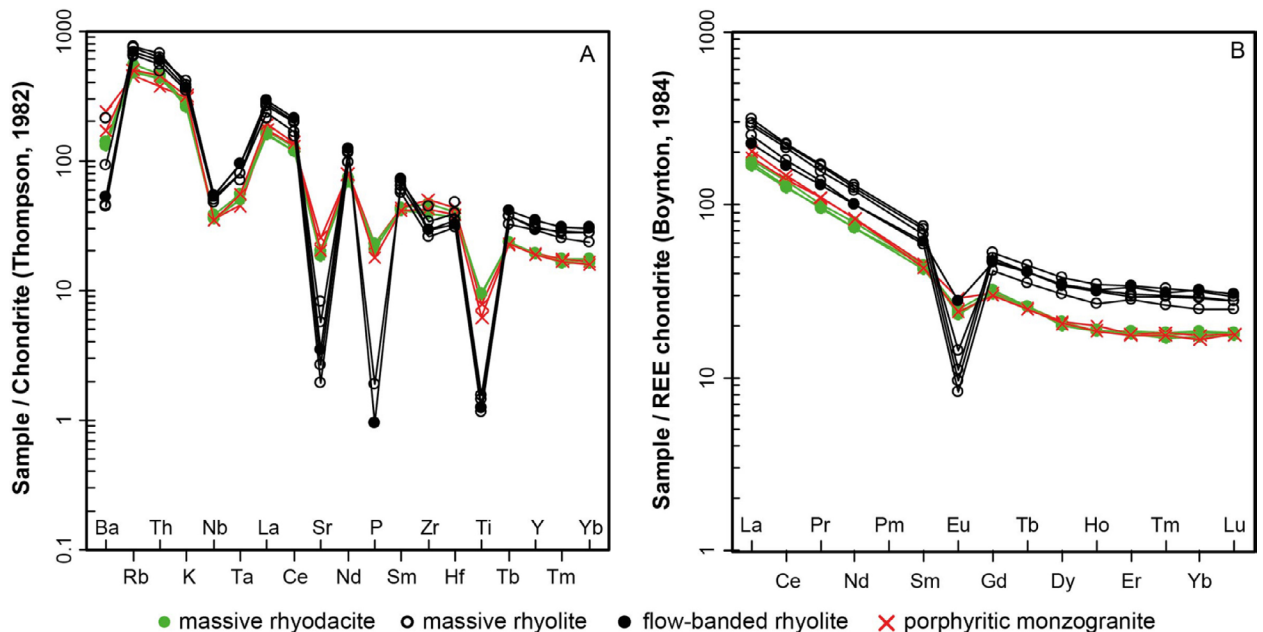 Sample / Chondrite (Thompson, 1982)
1000
100
10
1
0.1
A
Ba Th Nb La Sr P Zr Ti Y Yb
Rb K Ta Ce Nd Sm Hf Tb Tm
Sample / REE chondrite (Boynton, 1984)
1000
100
10
1
B
La Pr Pm Eu Tb Ho Tm Lu
Ce Nd Sm Gd Dy Er Yb
massive rhyodacite massive rhyolite flow-banded rhyolite porphyritic monzogranite